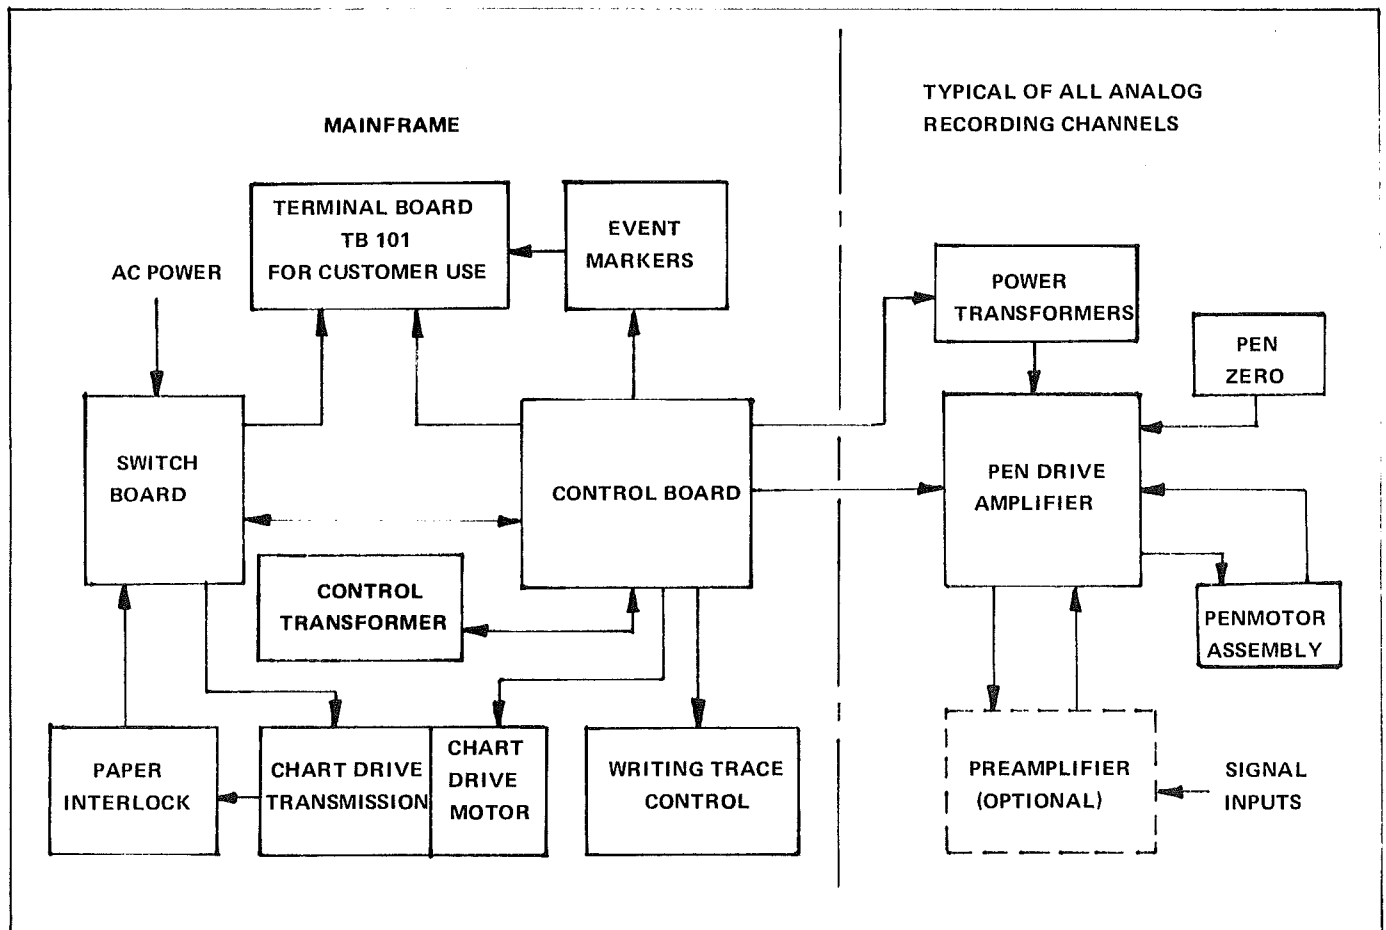 MAINFRAME
TYPICAL OF ALL ANALOG
RECORDING CHANNELS
TERMINAL BOARD
TB 101
FOR CUSTOMER USE
EVENT
MARKERS
AC POWER
POWER
TRANSFORMERS
PEN
ZERO
SWITCH
BOARD
CONTROL BOARD
PEN DRIVE
AMPLIFIER
CONTROL
TRANSFORMER
PENMOTOR
ASSEMBLY
PAPER
INTERLOCK
CHART DRIVE
TRANSMISSION
CHART
DRIVE
MOTOR
WRITING TRACE
CONTROL
PREAMPLIFIER
(OPTIONAL)
SIGNAL
INPUTS